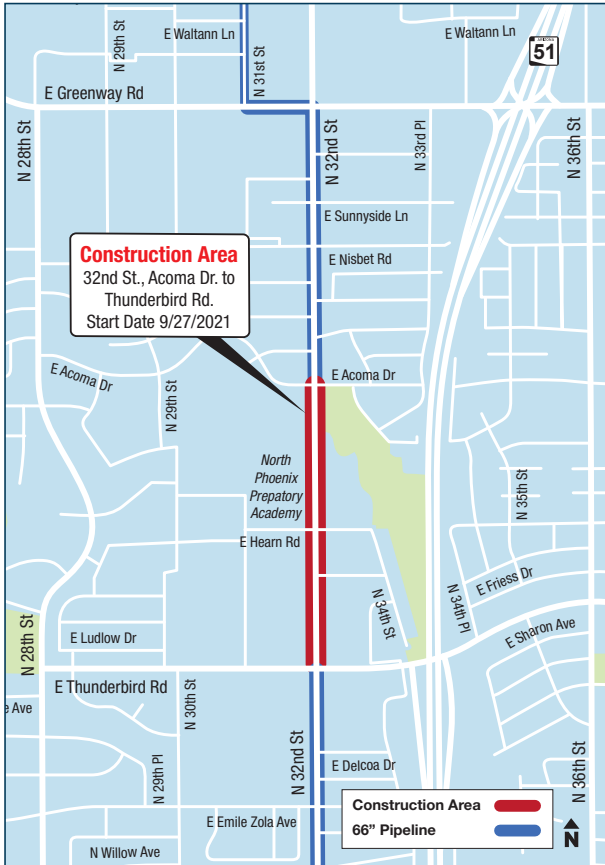 E Waltann Ln
N 29th St
N 31st St
E Waltann Ln
ARIZONA
51
E Greenway Rd
N 28th St
N 32nd St
N 33rd Pl
N 36th St
E Sunnyside Ln
E Nisbet Rd
Construction Area
32nd St., Acoma Dr. to
Thunderbird Rd.
Start Date 9/27/2021
E Acoma Dr
E Acoma Dr
N 29th St
North
Phoenix
Prepatory
Academy
N 35th St
E Hearn Rd
E Friess Dr
N 34th St
N 34th Pl
E Sharon Ave
N 28th St
E Ludlow Dr
E Thunderbird Rd
e Ave
N 30th St
N 29th Pl
N 32nd St
E Delcoa Dr
N 36th St
E Emile Zola Ave
N Willow Ave
Construction Area
66” Pipeline
N